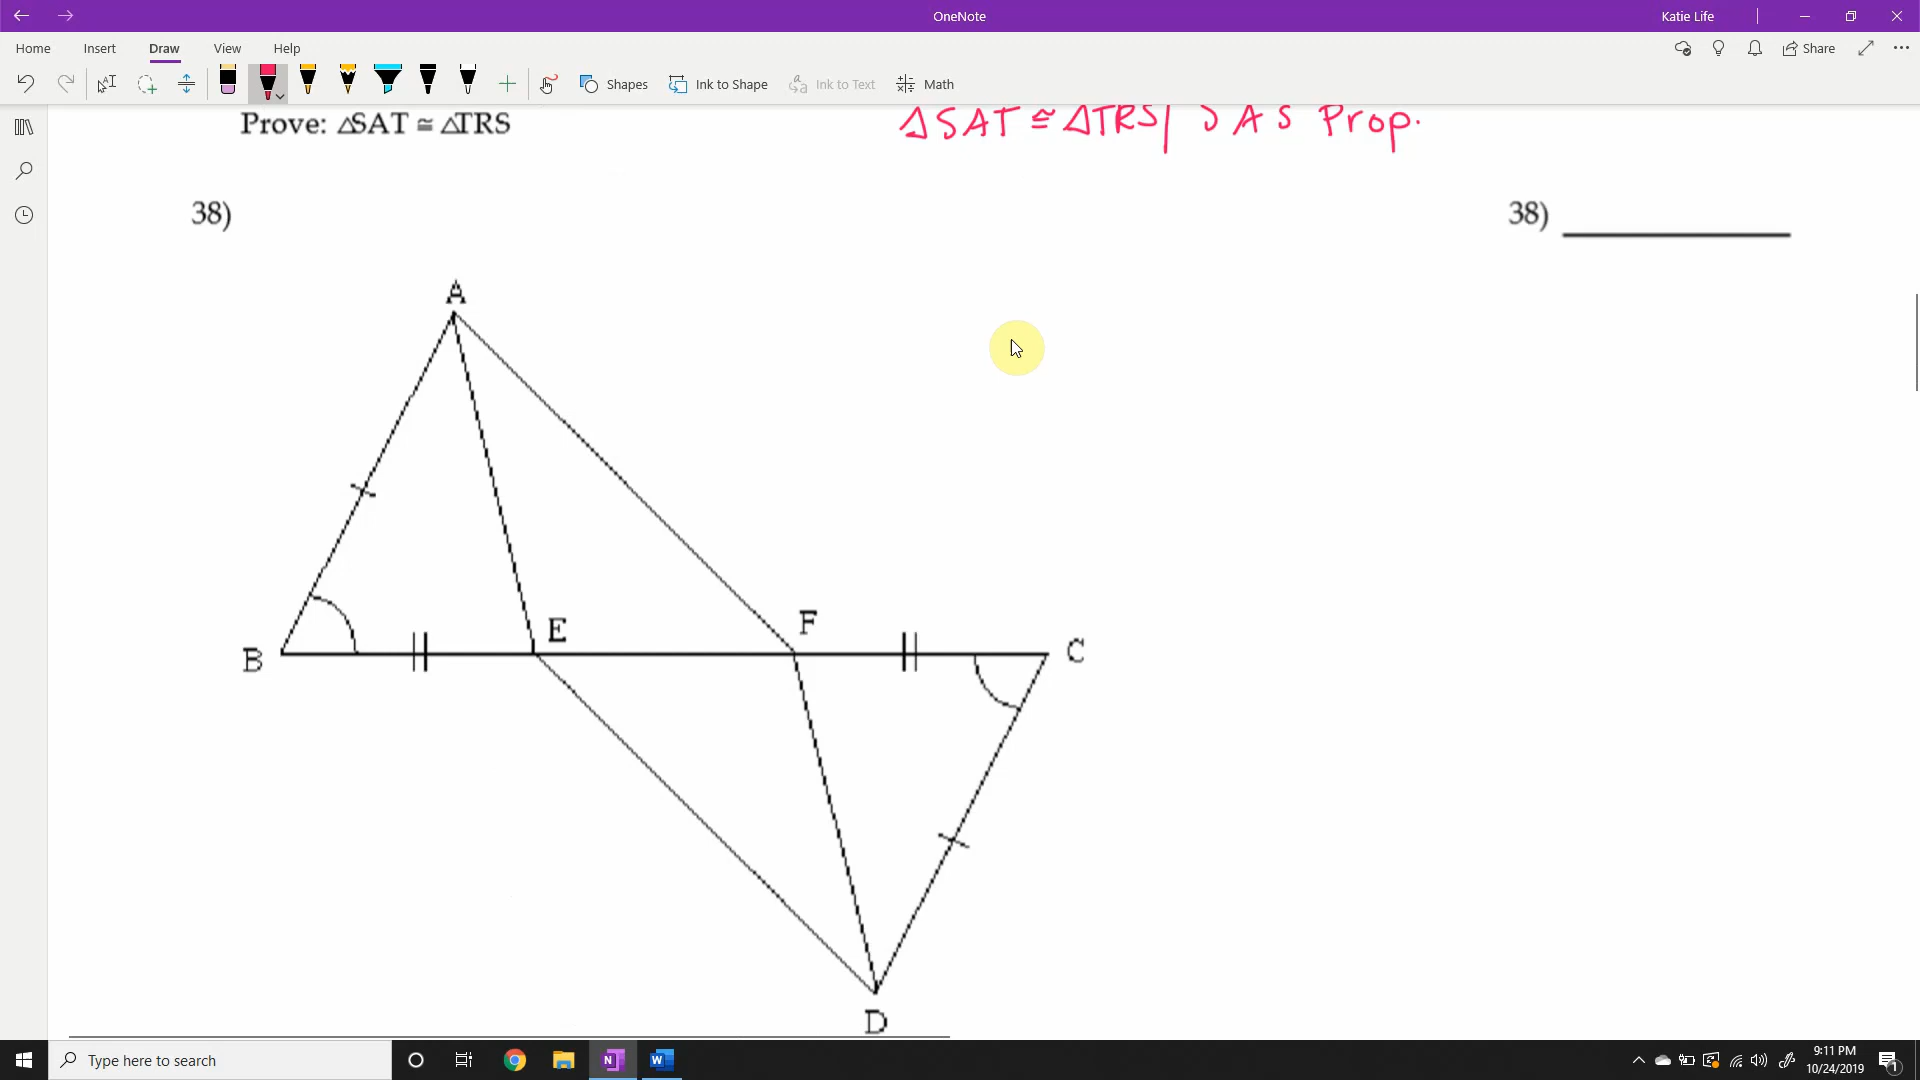 OneNote
Katie Life
Home Insert Draw View Help
Share
Shapes Ink to Shape Ink to Text Math
Prove: △SAT ≅ △TRS
△SAT ≅ △TRS| SAS Prop.
38)
38)
A
E
F
B
C
D
Type here to search
9:11 PM
10/24/2019
1